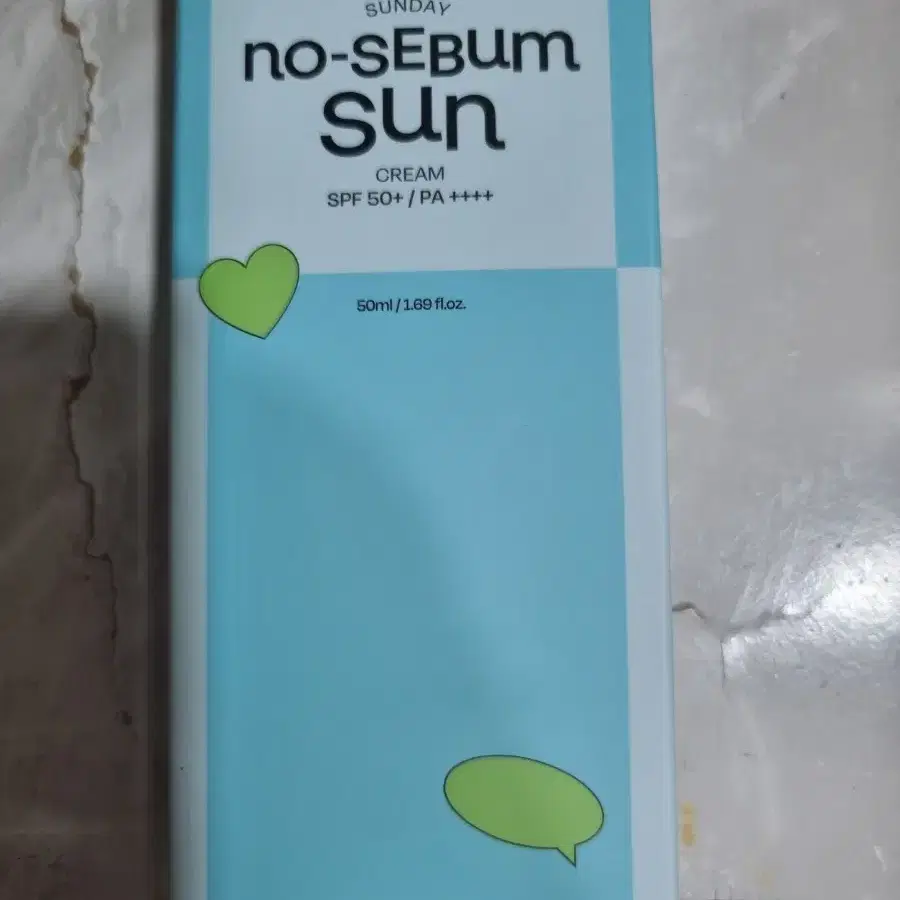 SUNDAY
no-SEBum
Sun
CREAM
SPF 50+ / PA ++++
50ml / 1.69 fl.oz.